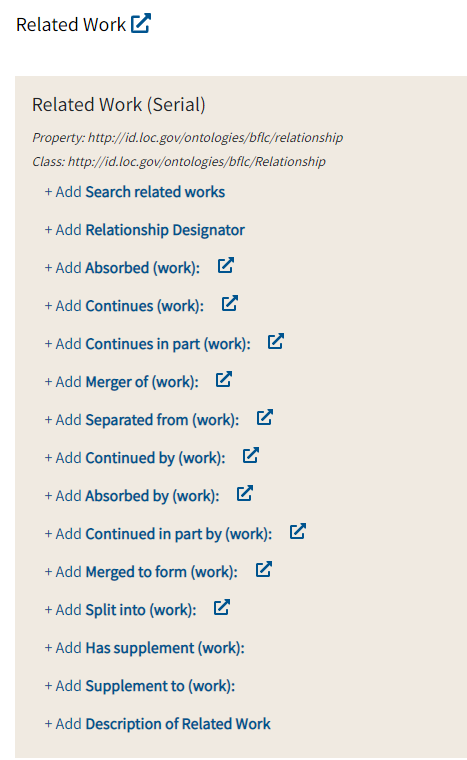 Related Work
Related Work (Serial)
Property: http://id.loc.gov/ontologies/bflc/relationship
Class: http://id.loc.gov/ontologies/bflc/Relationship
+ Add Search related works
+ Add Relationship Designator
+ Add Absorbed (work):
+ Add Continues (work):
+ Add Continues in part (work):
+ Add Merger of (work):
+ Add Separated from (work):
+ Add Continued by (work):
+ Add Absorbed by (work):
+ Add Continued in part by (work):
+ Add Merged to form (work):
+ Add Split into (work):
+ Add Has supplement (work):
+ Add Supplement to (work):
+ Add Description of Related Work